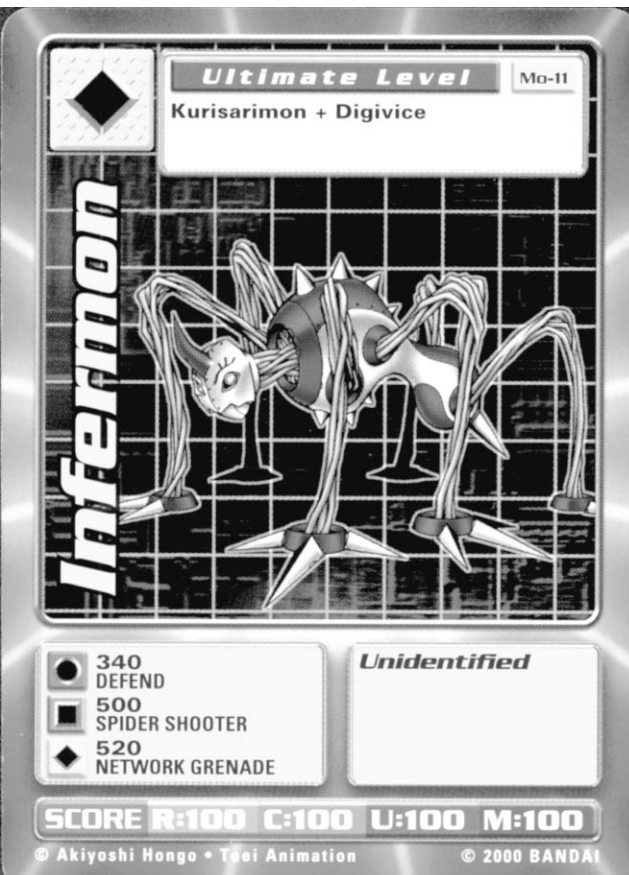 Ultimate Level
Mo-11
Kurisarimon + Digivice
Infermon
340
DEFEND
500
SPIDER SHOOTER
520
NETWORK GRENADE
Unidentified
SCORE R:100 C:100 U:100 M:100
© Akiyoshi Hongo • Toei Animation © 2000 BANDAI